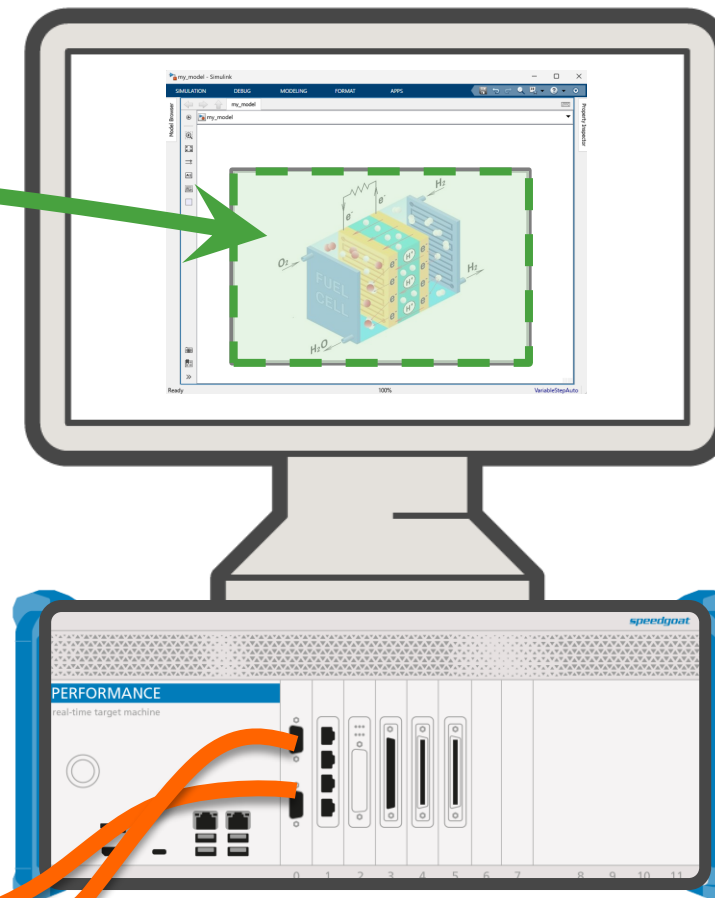 my_model - Simulink
SIMULATION DEBUG MODELING FORMAT APPS
my_model
Model Browser
my_model
Property Inspector
H₂
e⁻
e⁻
O₂
H⁺
e⁻
FUEL
CELL
H₂
H⁺
e⁻
e⁻
H⁺
H₂O
Ready 100% VariableStepAuto
speedgoat
PERFORMANCE
real-time target machine
0 1 2 3 4 5 6 7 8 9 10 11